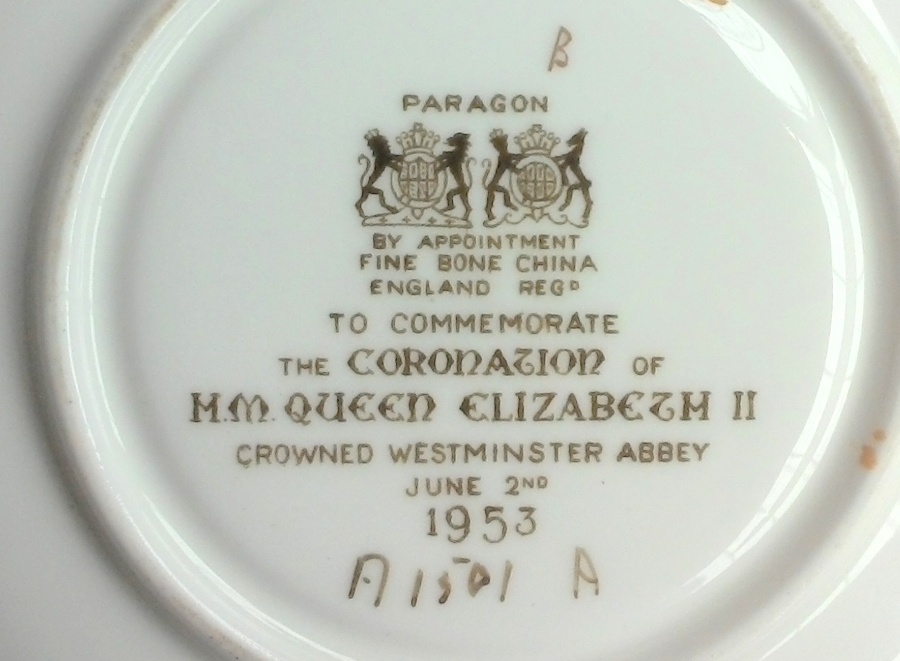 B
PARAGON
BY APPOINTMENT
FINE BONE CHINA
ENGLAND REGᴰ
TO COMMEMORATE
THE CORONATION OF
H.M. QUEEN ELIZABETH II
CROWNED WESTMINSTER ABBEY
JUNE 2ND
1953
A 1501 A